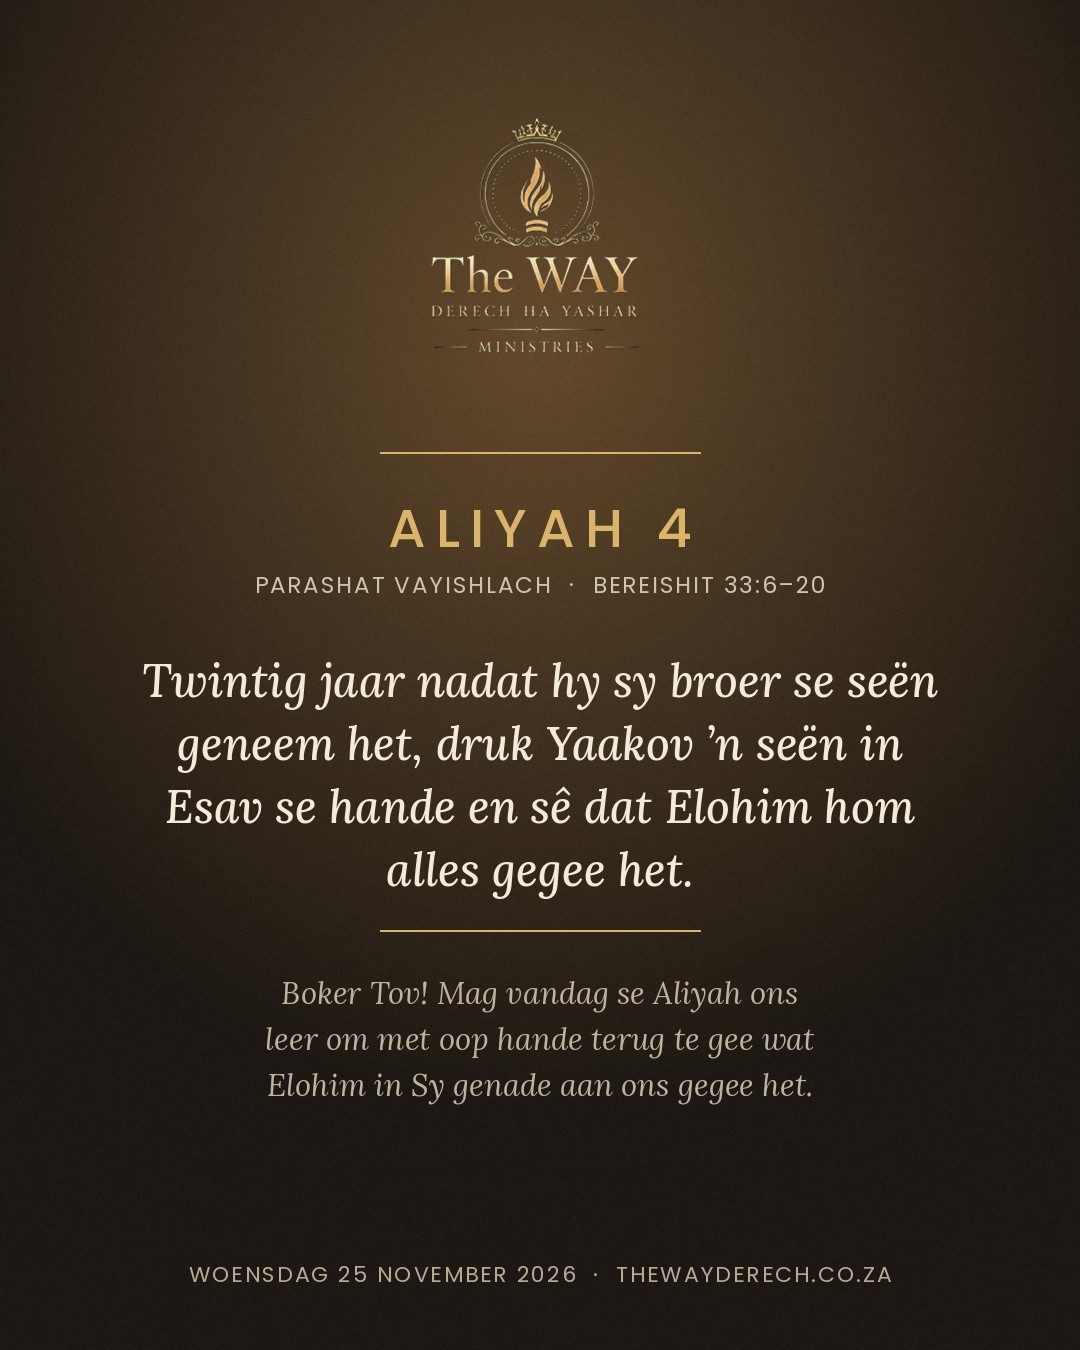 The WAY
DERECH HA YASHAR
MINISTRIES
ALIYAH 4
PARASHAT VAYISHLACH · BEREISHIT 33:6–20
Twintig jaar nadat hy sy broer se seën
geneem het, druk Yaakov ’n seën in
Esav se hande en sê dat Elohim hom
alles gegee het.
Boker Tov! Mag vandag se Aliyah ons
leer om met oop hande terug te gee wat
Elohim in Sy genade aan ons gegee het.
WOENSDAG 25 NOVEMBER 2026 · THEWAYDERECH.CO.ZA